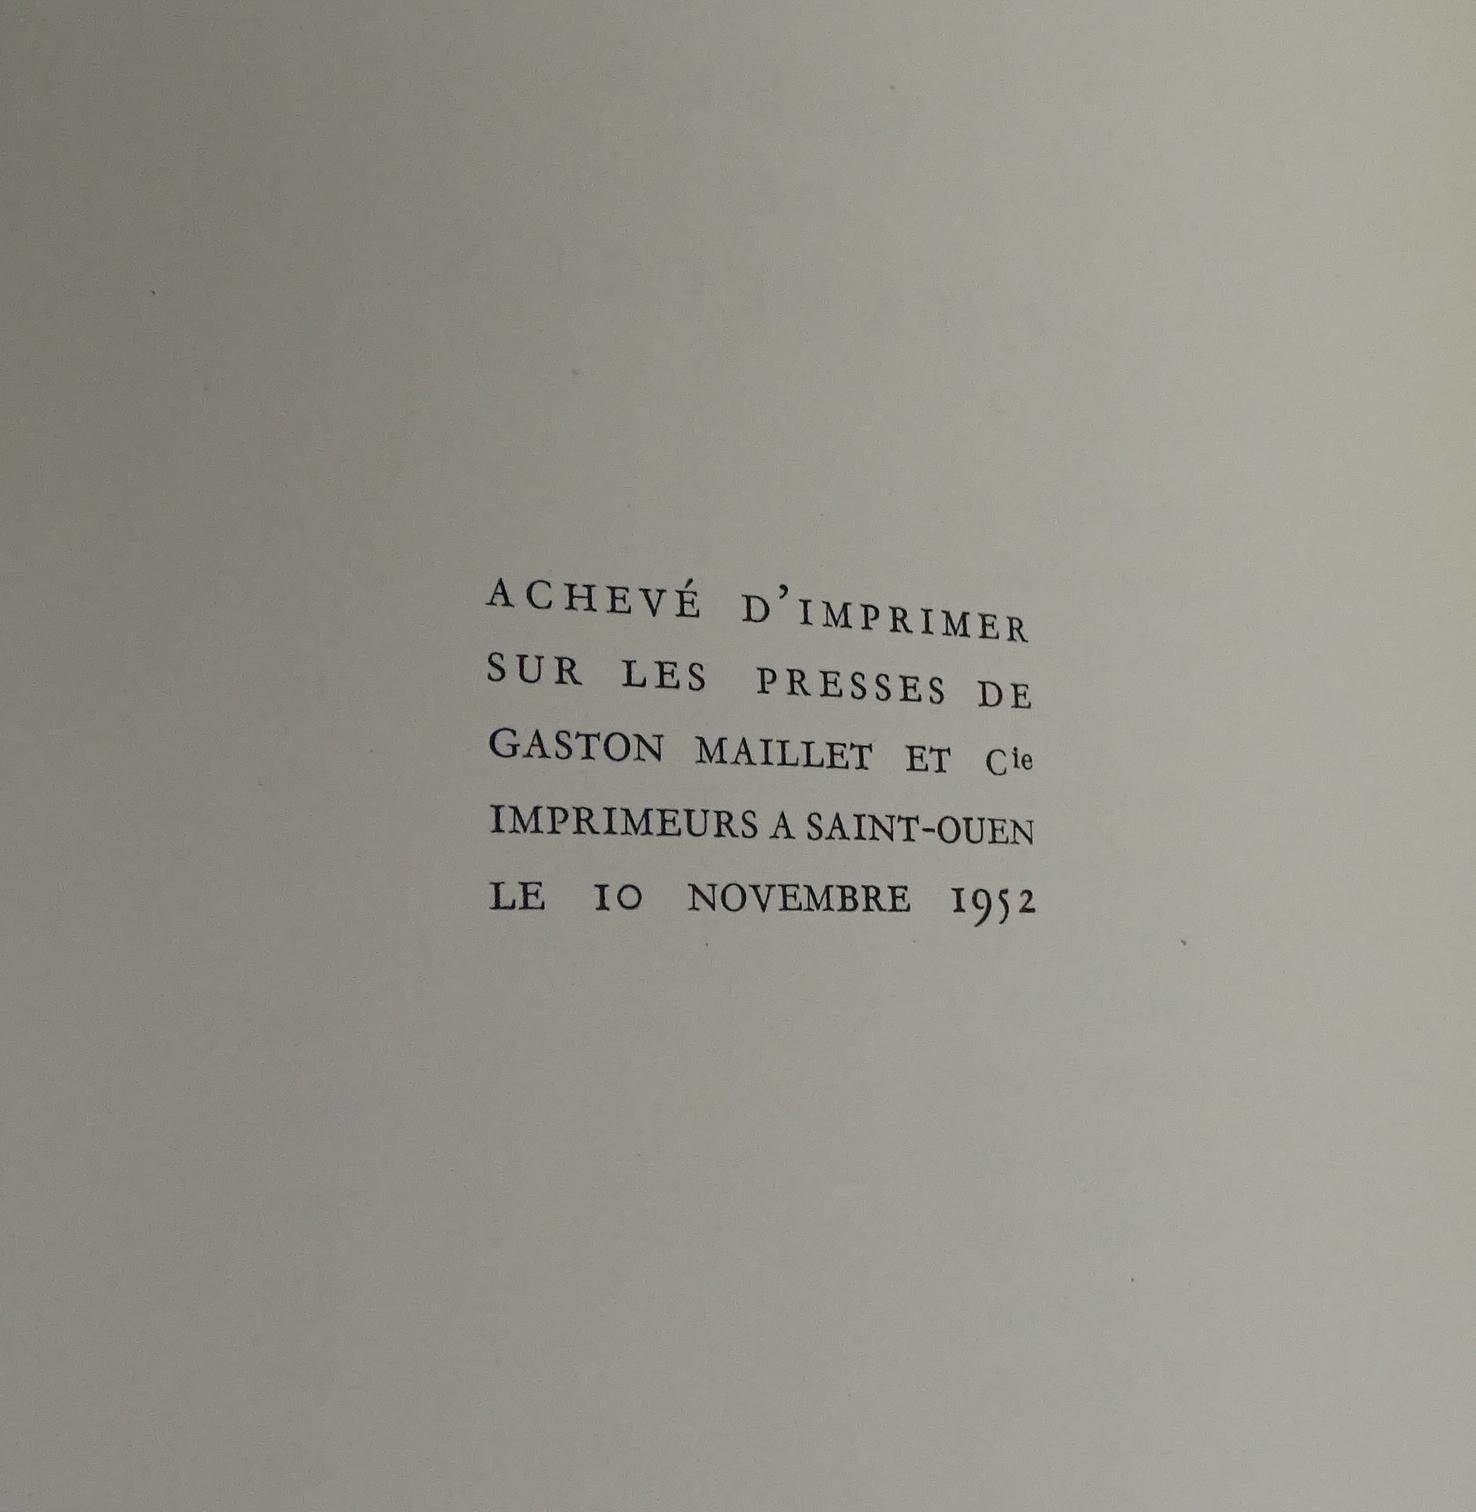 ACHEVÉ D’IMPRIMER
SUR LES PRESSES DE
GASTON MAILLET ET Cie
IMPRIMEURS A SAINT-OUEN
LE 10 NOVEMBRE 1952